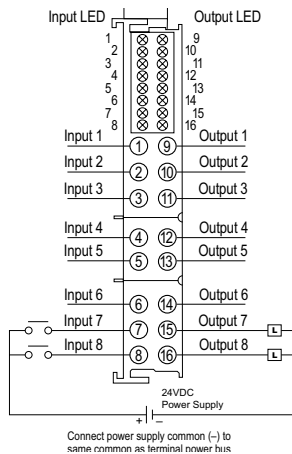 Input LED Output LED
1 9
2 10
3 11
4 12
5 13
6 14
7 15
8 16
Input 1 1 9 Output 1
Input 2 2 10 Output 2
Input 3 3 11 Output 3
Input 4 4 12 Output 4
Input 5 5 13 Output 5
Input 6 6 14 Output 6
Input 7 7 15 Output 7 L
Input 8 8 16 Output 8 L
24VDC
Power Supply
+ –
Connect power supply common (–) to
same common as terminal power bus